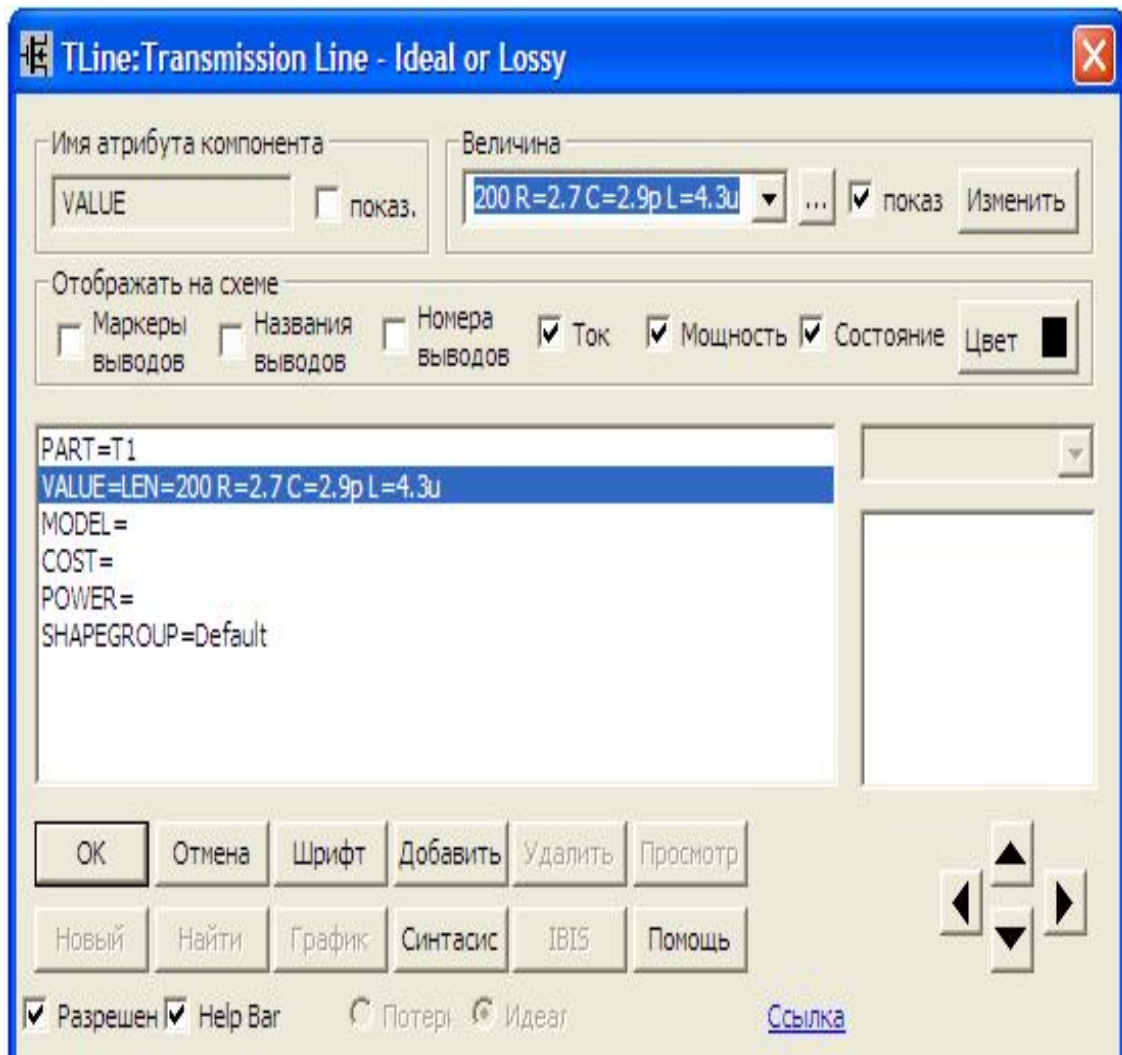 TLine:Transmission Line - Ideal or Lossy
Имя атрибута компонента
VALUE
показ.
Величина
200 R=2.7 C=2.9p L=4.3u
...
показ
Изменить
Отображать на схеме
Маркеры выводов
Названия выводов
Номера выводов
Ток
Мощность
Состояние
Цвет
PART=T1
VALUE=LEN=200 R=2.7 C=2.9p L=4.3u
MODEL=
COST=
POWER=
SHAPEGROUP=Default
OK
Отмена
Шрифт
Добавить
Удалить
Просмотр
Новый
Найти
График
Синтасис
IBIS
Помощь
Разрешен
Help Bar
Потери
Идеал
Ссылка